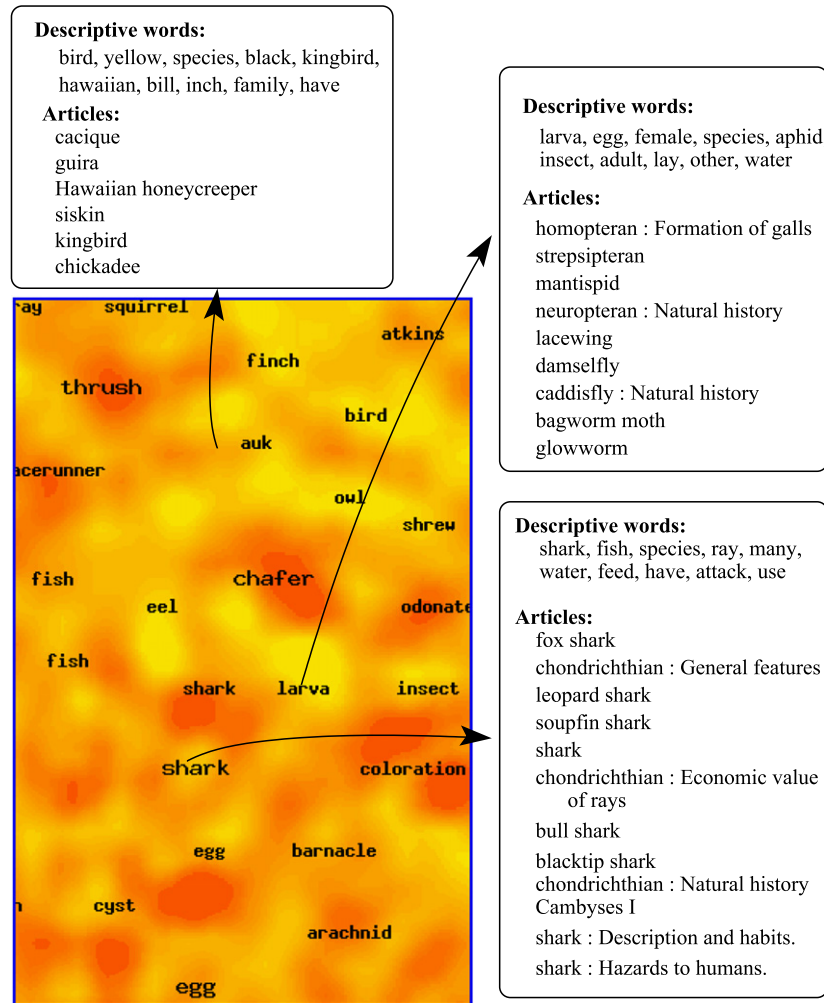 Descriptive words:
bird, yellow, species, black, kingbird,
hawaiian, bill, inch, family, have
Articles:
cacique
guira
Hawaiian honeycreeper
siskin
kingbird
chickadee
Descriptive words:
larva, egg, female, species, aphid
insect, adult, lay, other, water
Articles:
homopteran : Formation of galls
strepsipteran
mantispid
neuropteran : Natural history
lacewing
damselfly
caddisfly : Natural history
bagworm moth
glowworm
Descriptive words:
shark, fish, species, ray, many,
water, feed, have, attack, use
Articles:
fox shark
chondrichthian : General features
leopard shark
soupfin shark
shark
chondrichthian : Economic value
of rays
bull shark
blacktip shark
chondrichthian : Natural history
Cambyses I
shark : Description and habits.
shark : Hazards to humans.
ray squirrel
atkins
finch
thrush
bird
auk
acerunner
owl
shrew
fish chafer
eel odonate
fish
shark larva insect
shark coloration
egg barnacle
n cyst
arachnid
egg